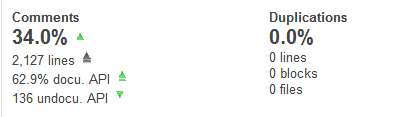 Comments
34.0%
2,127 lines
62.9% docu. API
136 undocu. API
Duplications
0.0%
0 lines
0 blocks
0 files